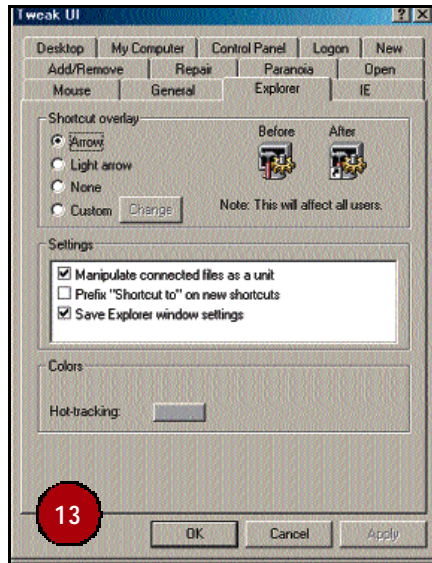 Tweak UI
Desktop My Computer Control Panel Logon New
Add/Remove Repair Paranoia Open
Mouse General Explorer IE
Shortcut overlay
Before After
Arrow
Light arrow
None
Custom Change Note: This will affect all users.
Settings
Manipulate connected files as a unit
Prefix "Shortcut to" on new shortcuts
Save Explorer window settings
Colors
Hot-tracking:
13
OK Cancel Apply